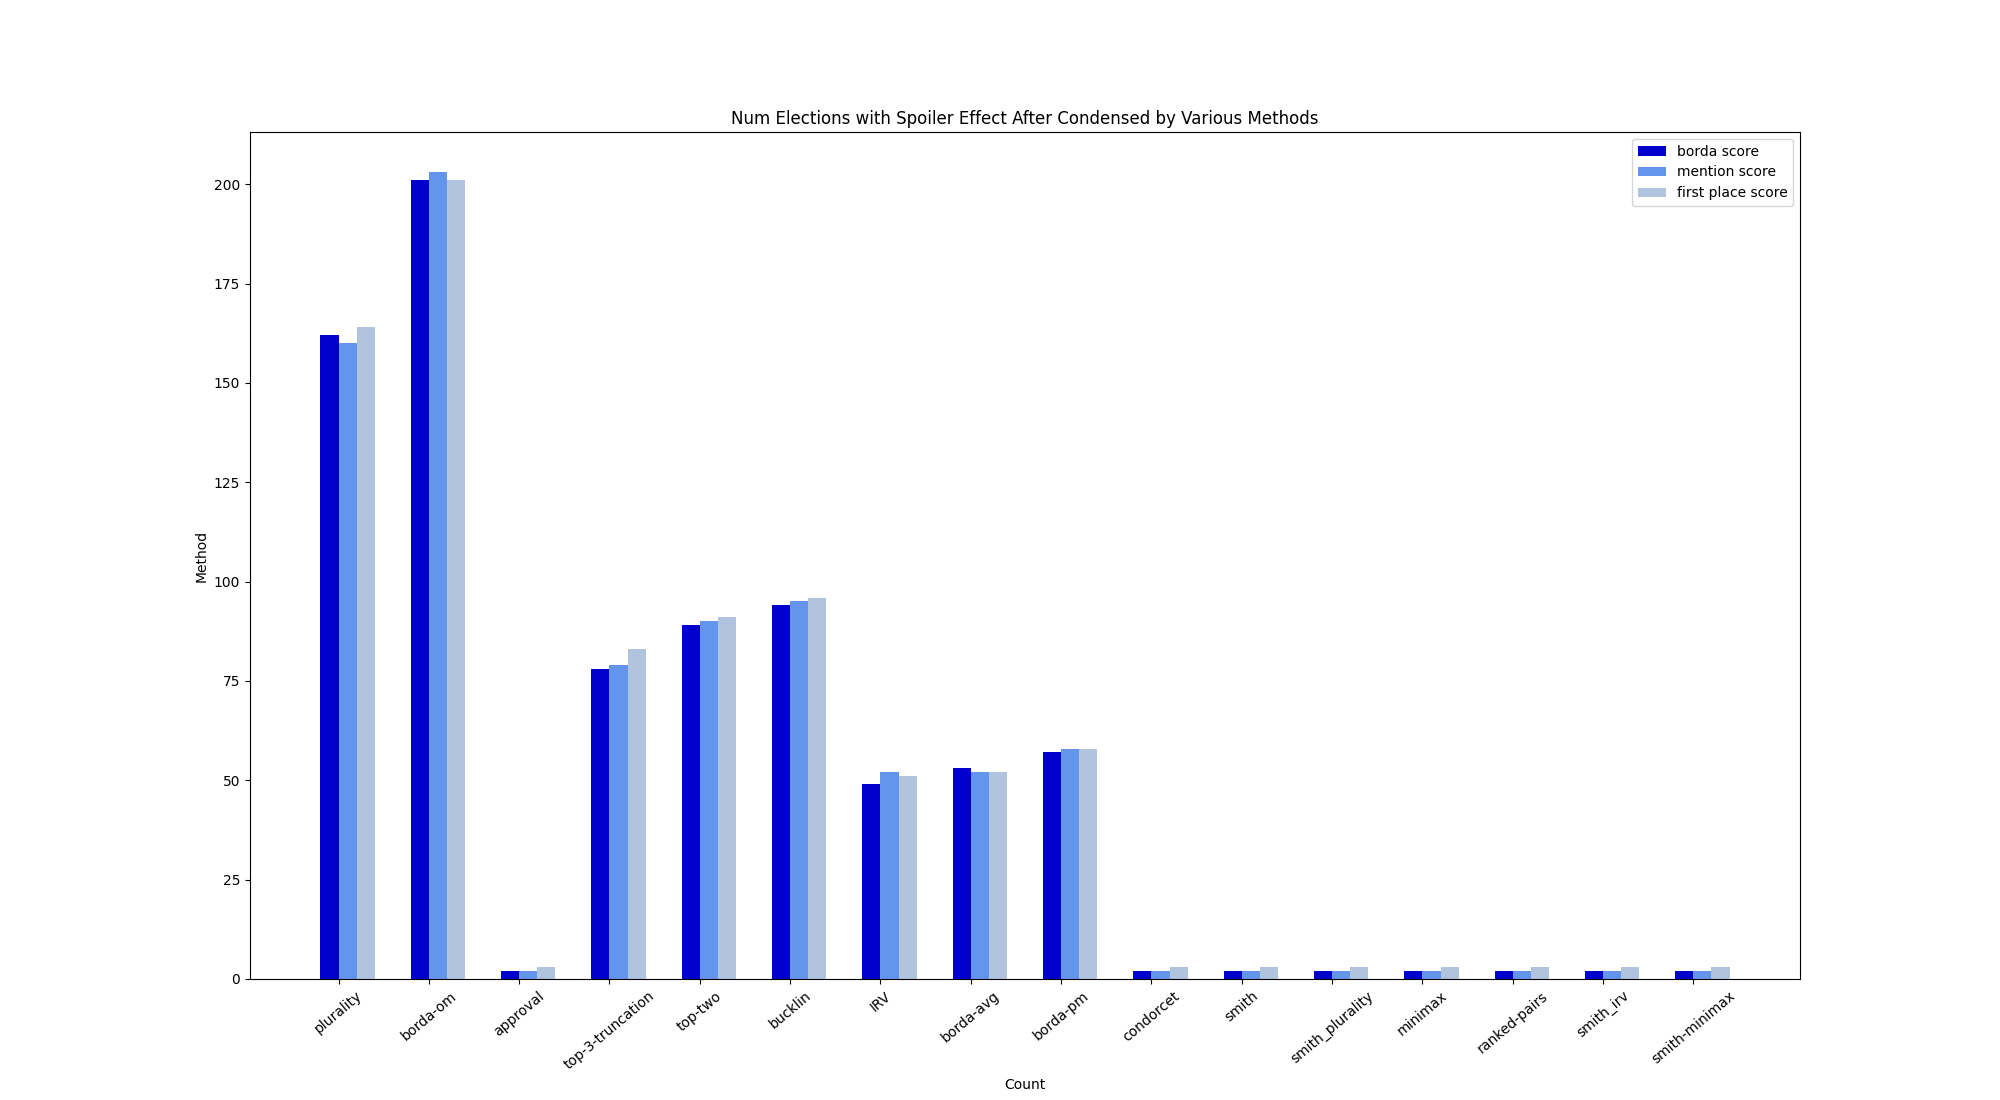 Num Elections with Spoiler Effect After Condensed by Various Methods
borda score
mention score
first place score
200
175
150
125
100
75
50
25
0
Method
plurality
borda-om
approval
top-3-truncation
top-two
bucklin
IRV
borda-avg
borda-pm
condorcet
smith
smith_plurality
minimax
ranked-pairs
smith_irv
smith-minimax
Count